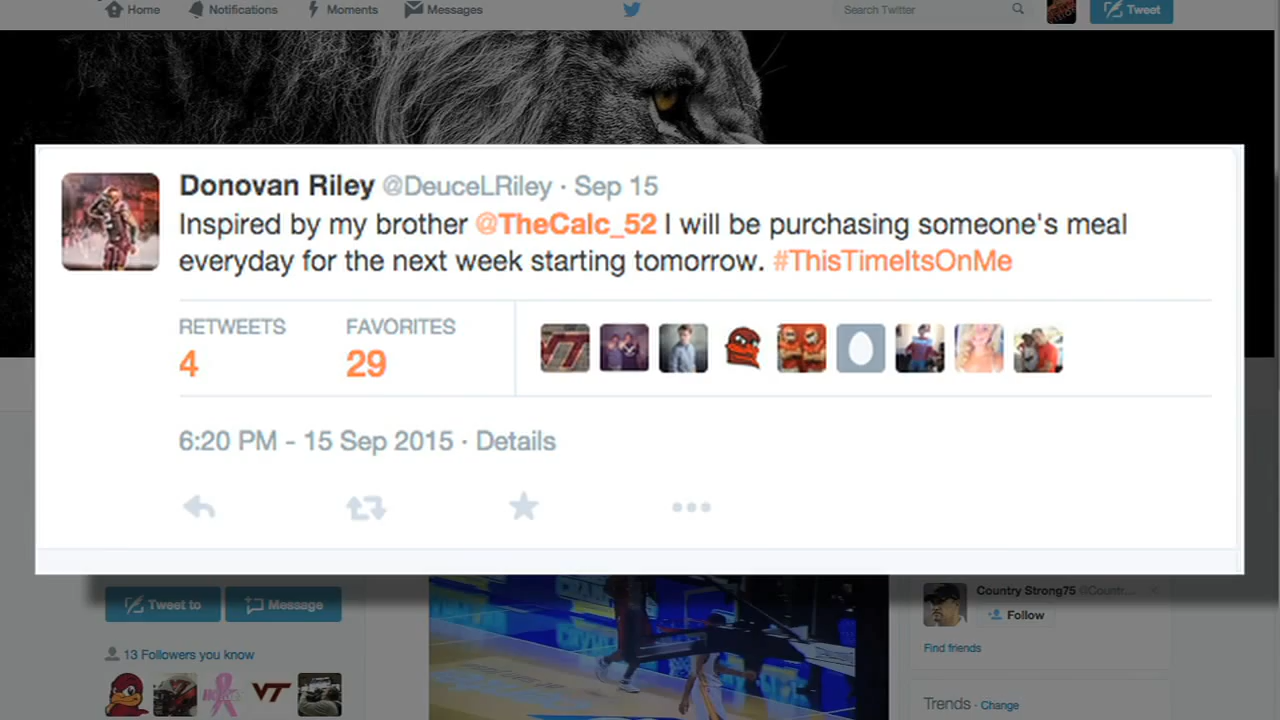 Home Notifications Moments Messages Search Twitter Tweet
Donovan Riley @DeuceLRiley · Sep 15
Inspired by my brother @TheCalc_52 I will be purchasing someone's meal
everyday for the next week starting tomorrow. #ThisTimeItsOnMe
RETWEETS FAVORITES
4 29
6:20 PM - 15 Sep 2015 · Details
Tweet to Message
13 Followers you know
VT
Country Strong75 @Countr...
Follow
Find friends
Trends · Change